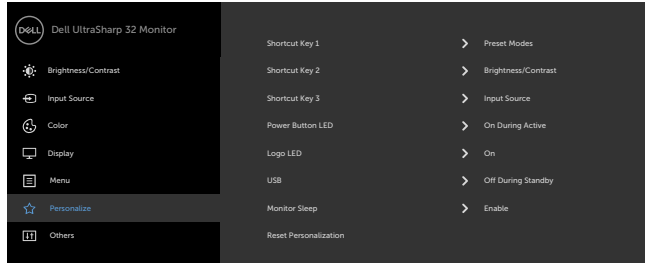 DELL Dell UltraSharp 32 Monitor
Shortcut Key 1 Preset Modes
Brightness/Contrast Shortcut Key 2 Brightness/Contrast
Input Source Shortcut Key 3 Input Source
Color Power Button LED On During Active
Display Logo LED On
Menu USB Off During Standby
Personalize Monitor Sleep Enable
Others Reset Personalization